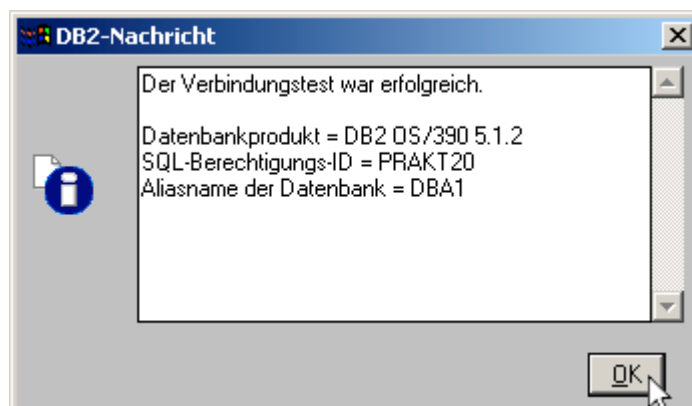 DB2-Nachricht
Der Verbindungstest war erfolgreich.
Datenbankprodukt = DB2 OS/390 5.1.2
SQL-Berechtigungs-ID = PRAKT20
Aliasname der Datenbank = DBA1
OK